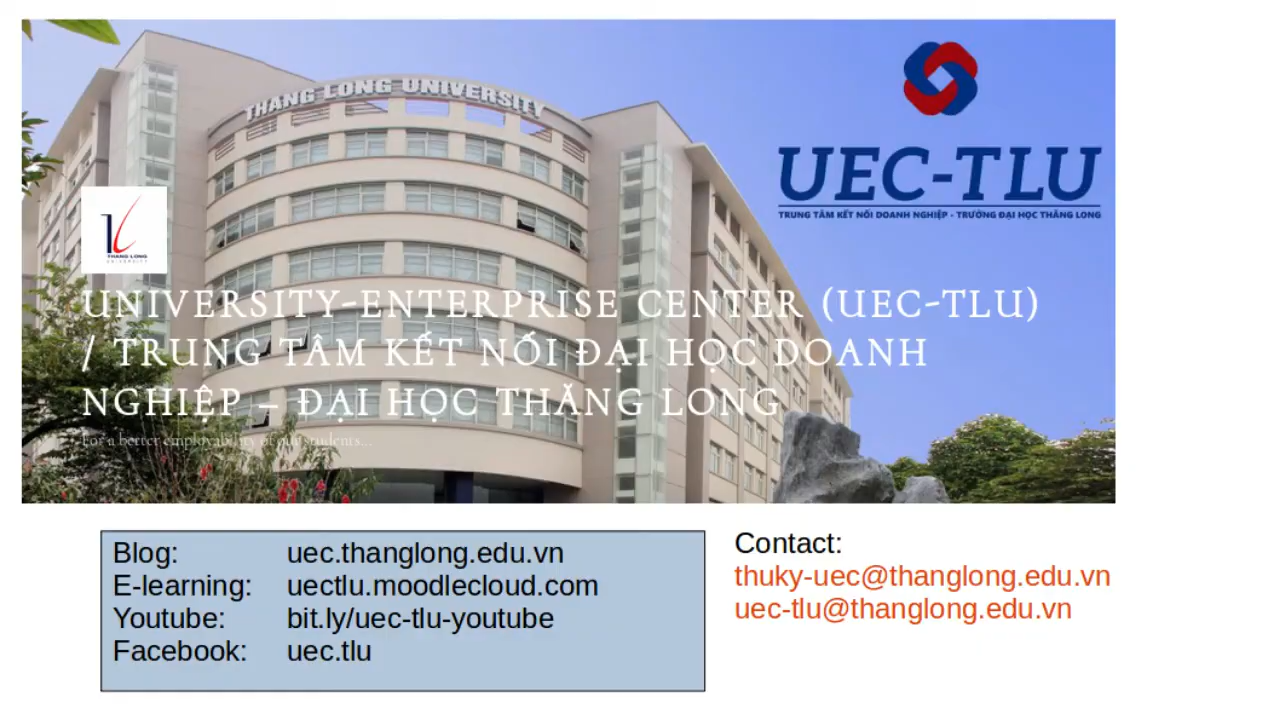 THANG LONG UNIVERSITY
UEC-TLU
TRUNG TÂM KẾT NỐI DOANH NGHIỆP - TRƯỜNG ĐẠI HỌC THĂNG LONG
THANG LONG
UNIVERSITY
UNIVERSITY-ENTERPRISE CENTER (UEC-TLU)
/ TRUNG TÂM KẾT NỐI ĐẠI HỌC DOANH
NGHIỆP – ĐẠI HỌC THĂNG LONG
For a better employability of our students...
Blog: uec.thanglong.edu.vn
E-learning: uectlu.moodlecloud.com
Youtube: bit.ly/uec-tlu-youtube
Facebook: uec.tlu
Contact:
thuky-uec@thanglong.edu.vn
uec-tlu@thanglong.edu.vn